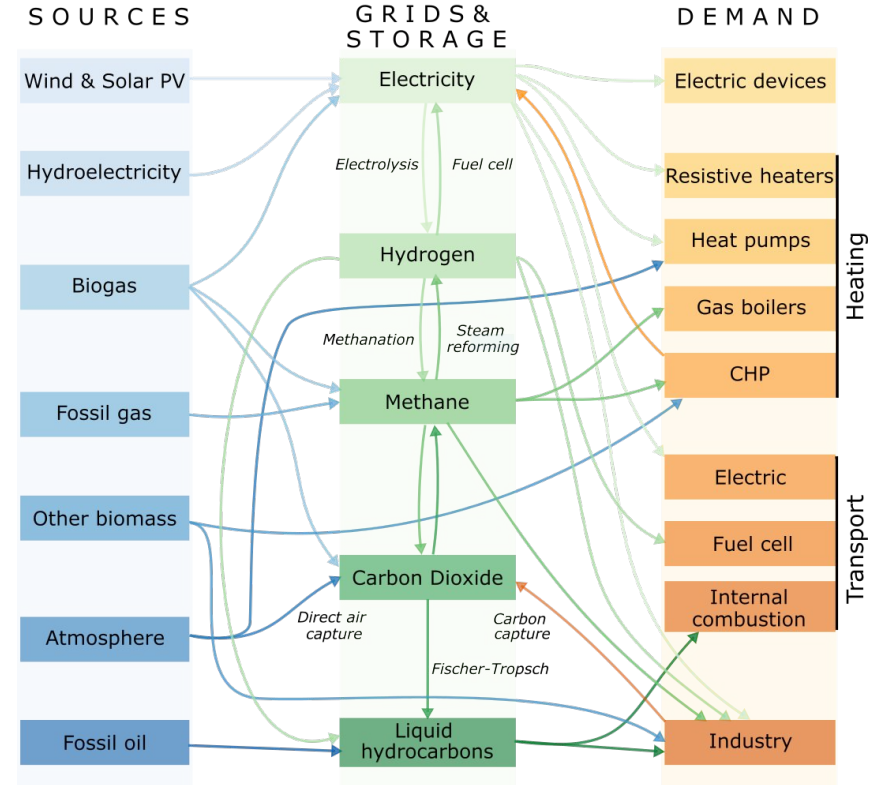 SOURCES
GRIDS &
STORAGE
DEMAND
Wind & Solar PV
Hydroelectricity
Biogas
Fossil gas
Other biomass
Atmosphere
Fossil oil
Electricity
Electrolysis
Fuel cell
Hydrogen
Methanation
Steam
reforming
Methane
Carbon Dioxide
Direct air
capture
Carbon
capture
Fischer-Tropsch
Liquid
hydrocarbons
Electric devices
Resistive heaters
Heat pumps
Gas boilers
CHP
Heating
Electric
Fuel cell
Internal
combustion
Transport
Industry